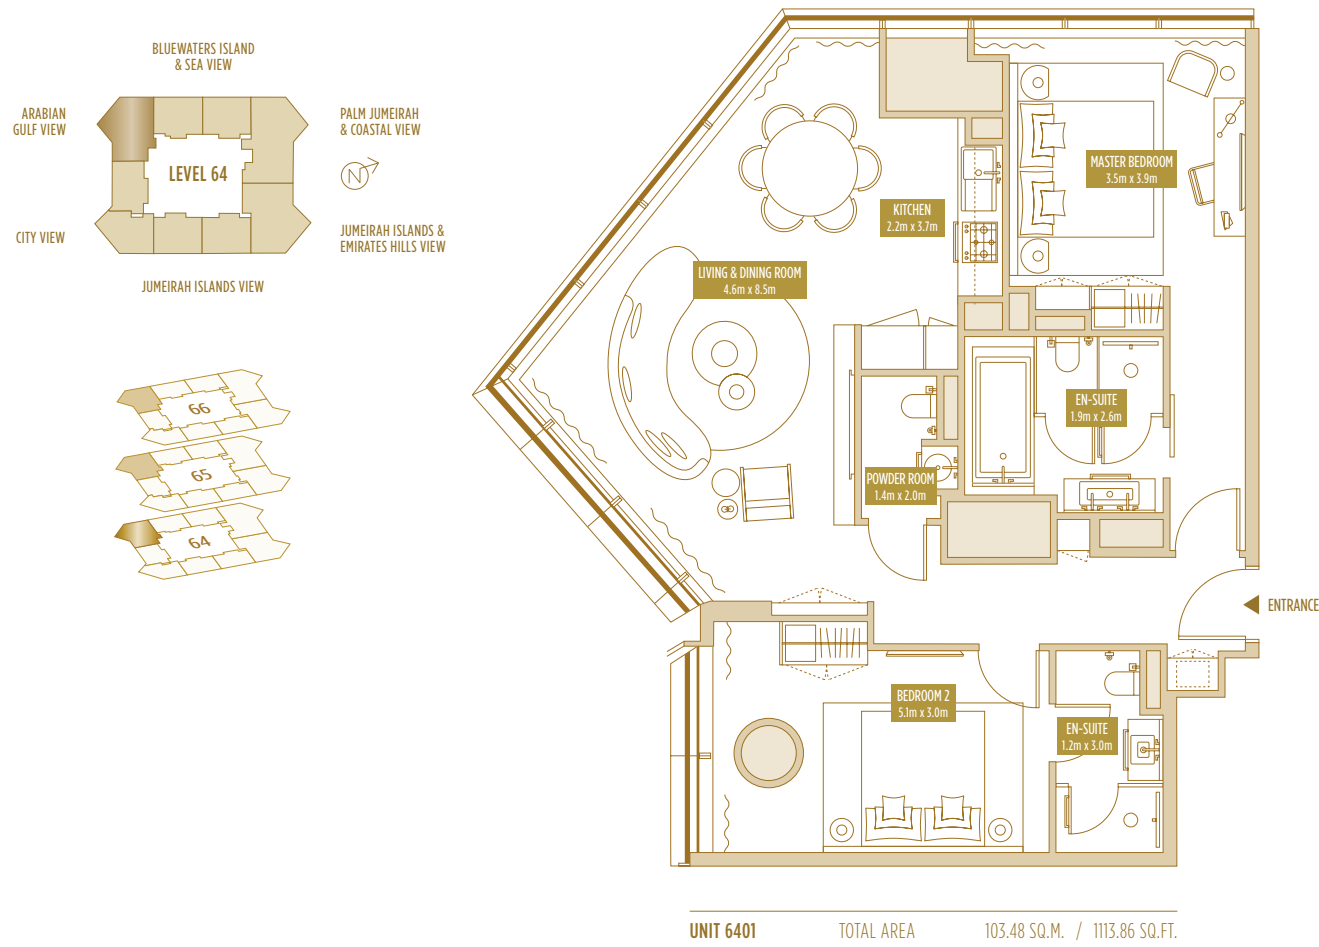 BLUEWATERS ISLAND
& SEA VIEW
ARABIAN
GULF VIEW
PALM JUMEIRAH
& COASTAL VIEW
N
LEVEL 64
CITY VIEW
JUMEIRAH ISLANDS &
EMIRATES HILLS VIEW
JUMEIRAH ISLANDS VIEW
66
65
64
MASTER BEDROOM
3.5m x 3.9m
KITCHEN
2.2m x 3.7m
LIVING & DINING ROOM
4.6m x 8.5m
EN-SUITE
1.9m x 2.6m
POWDER ROOM
1.4m x 2.0m
ENTRANCE
BEDROOM 2
5.1m x 3.0m
EN-SUITE
1.2m x 3.0m
UNIT 6401 TOTAL AREA 103.48 SQ.M. / 1113.86 SQ.FT.